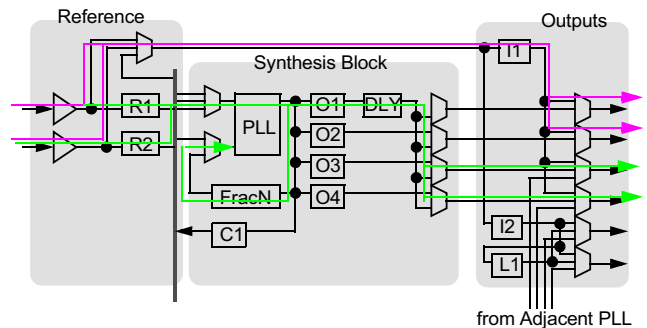 Reference
Outputs
Synthesis Block
I1
R1
O1
DLY
PLL
O2
R2
O3
FracN
O4
C1
I2
L1
from Adjacent PLL